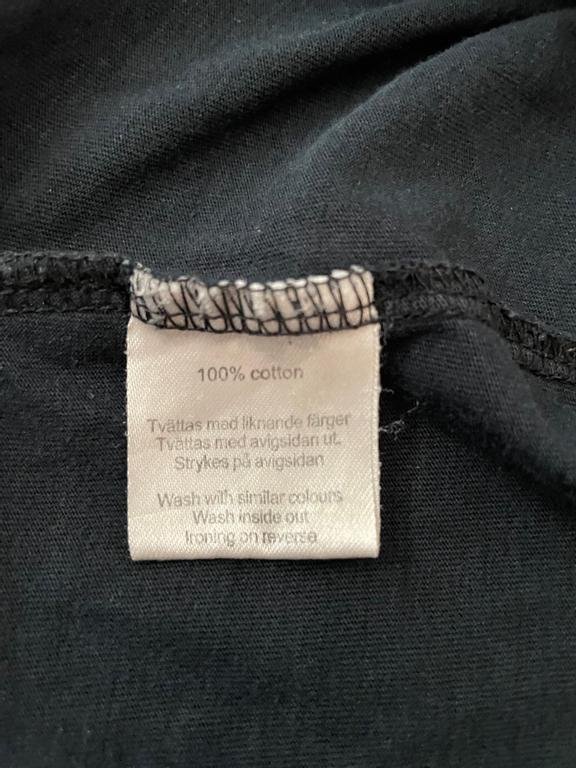 100% cotton
Tvättas med liknande färger
Tvättas med avigsidan ut.
Strykes på avigsidan
Wash with similar colours
Wash inside out
Ironing on reverse